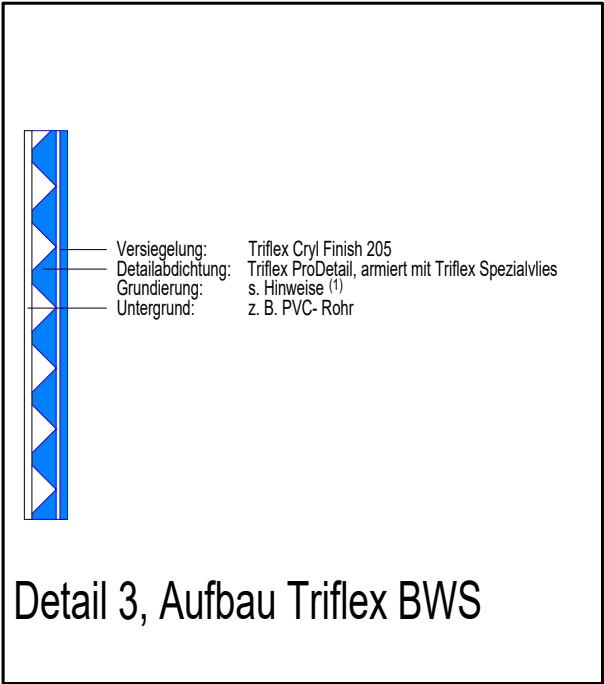 Versiegelung: Triflex Cryl Finish 205
Detailabdichtung: Triflex ProDetail, armiert mit Triflex Spezialvlies
Grundierung: s. Hinweise (1)
Untergrund: z. B. PVC- Rohr
Detail 3, Aufbau Triflex BWS